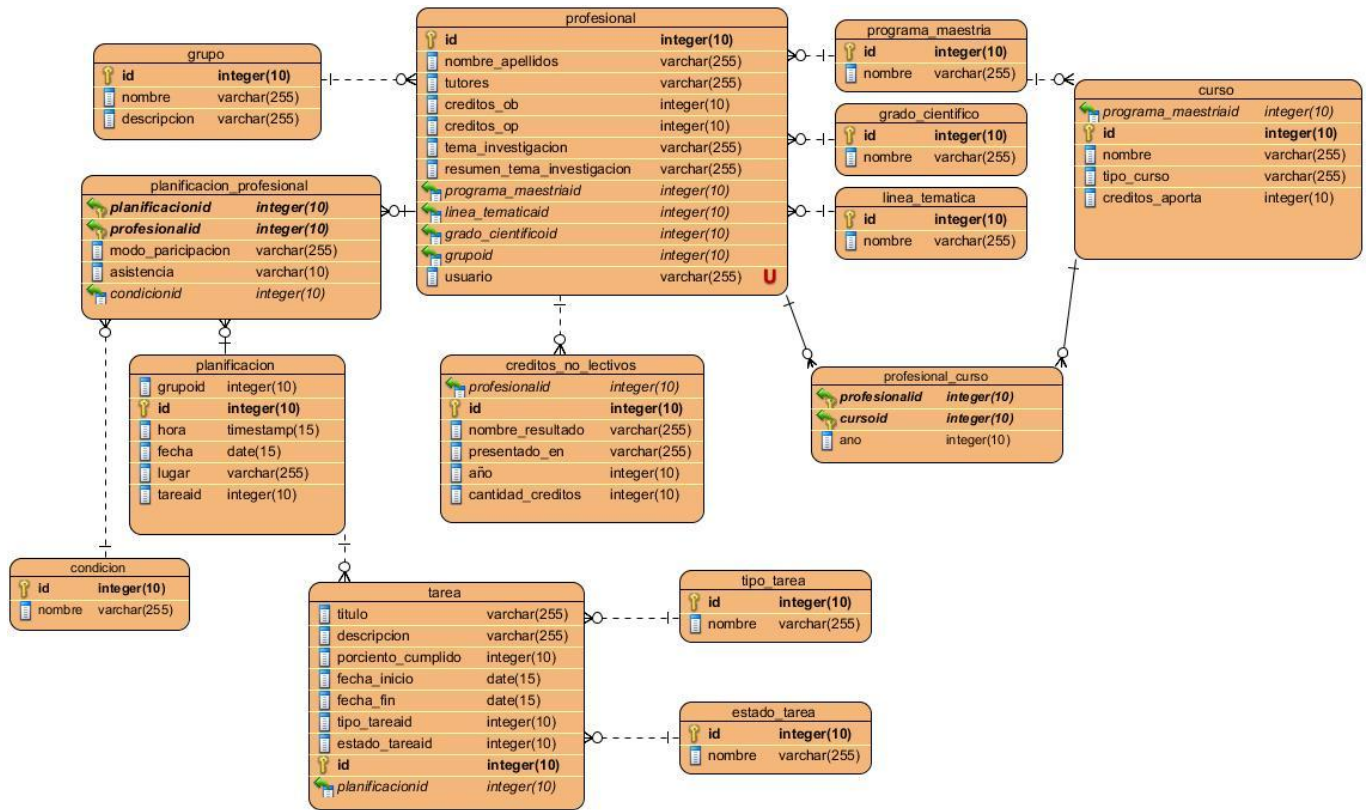 profesional
id integer(10)
nombre_apellidos varchar(255)
tutores varchar(255)
creditos_ob integer(10)
creditos_op integer(10)
tema_investigacion varchar(255)
resumen_tema_investigacion varchar(255)
programa_maestriaid integer(10)
linea_tematicaid integer(10)
grado_cientificoid integer(10)
grupoid integer(10)
usuario varchar(255) U
grupo
id integer(10)
nombre varchar(255)
descripcion varchar(255)
programa_maestria
id integer(10)
nombre varchar(255)
grado_cientifico
id integer(10)
nombre varchar(255)
linea_tematica
id integer(10)
nombre varchar(255)
curso
programa_maestriaid integer(10)
id integer(10)
nombre varchar(255)
tipo_curso varchar(255)
creditos_aporta integer(10)
planificacion_profesional
planificacionid integer(10)
profesionalid integer(10)
modo_paricipacion varchar(255)
asistencia varchar(10)
condicionid integer(10)
planificacion
grupoid integer(10)
id integer(10)
hora timestamp(15)
fecha date(15)
lugar varchar(255)
tareaid integer(10)
creditos_no_lectivos
profesionalid integer(10)
id integer(10)
nombre_resultado varchar(255)
presentado_en varchar(255)
año integer(10)
cantidad_creditos integer(10)
profesional_curso
profesionalid integer(10)
cursoid integer(10)
ano integer(10)
condicion
id integer(10)
nombre varchar(255)
tarea
titulo varchar(255)
descripcion varchar(255)
porciento_cumplido integer(10)
fecha_inicio date(15)
fecha_fin date(15)
tipo_tareaid integer(10)
estado_tareaid integer(10)
id integer(10)
planificacionid integer(10)
tipo_tarea
id integer(10)
nombre varchar(255)
estado_tarea
id integer(10)
nombre varchar(255)